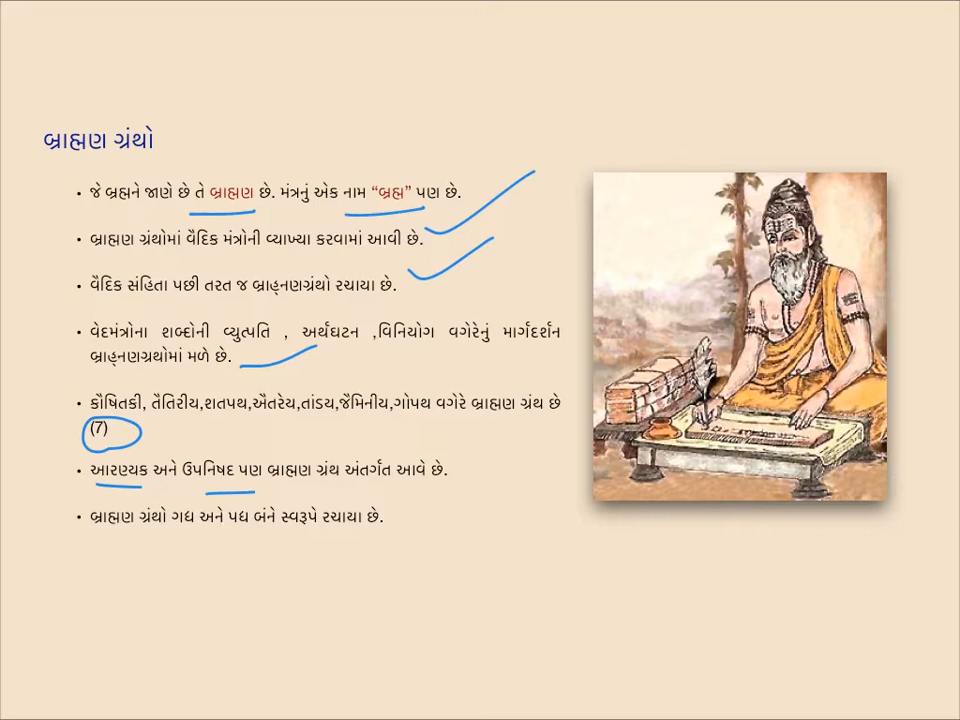 બ્રાહ્મણ ગ્રંથો
• જે બ્રહ્મને જાણે છે તે બ્રાહ્મણ છે. મંત્રનું એક નામ “બ્રહ્મ” પણ છે.
• બ્રાહ્મણ ગ્રંથોમાં વૈદિક મંત્રોની વ્યાખ્યા કરવામાં આવી છે.
• વૈદિક સંહિતા પછી તરત જ બ્રાહ્નણગ્રંથો રચાયા છે.
• વેદમંત્રોના શબ્દોની વ્યુત્પતિ , અર્થઘટન ,વિનિયોગ વગેરેનું માર્ગદર્શન
બ્રાહ્નણગ્રથોમાં મળે છે.
• કૌષિતકી, તૈતિરીય,શતપથ,ઐતરેય,તાંડય,જૈમિનીય,ગોપથ વગેરે બ્રાહ્મણ ગ્રંથ છે
(7)
• આરણ્યક અને ઉપનિષદ પણ બ્રાહ્મણ ગ્રંથ અંતર્ગત આવે છે.
• બ્રાહ્મણ ગ્રંથો ગદ્ય અને પદ્ય બંને સ્વરૂપે રચાયા છે.